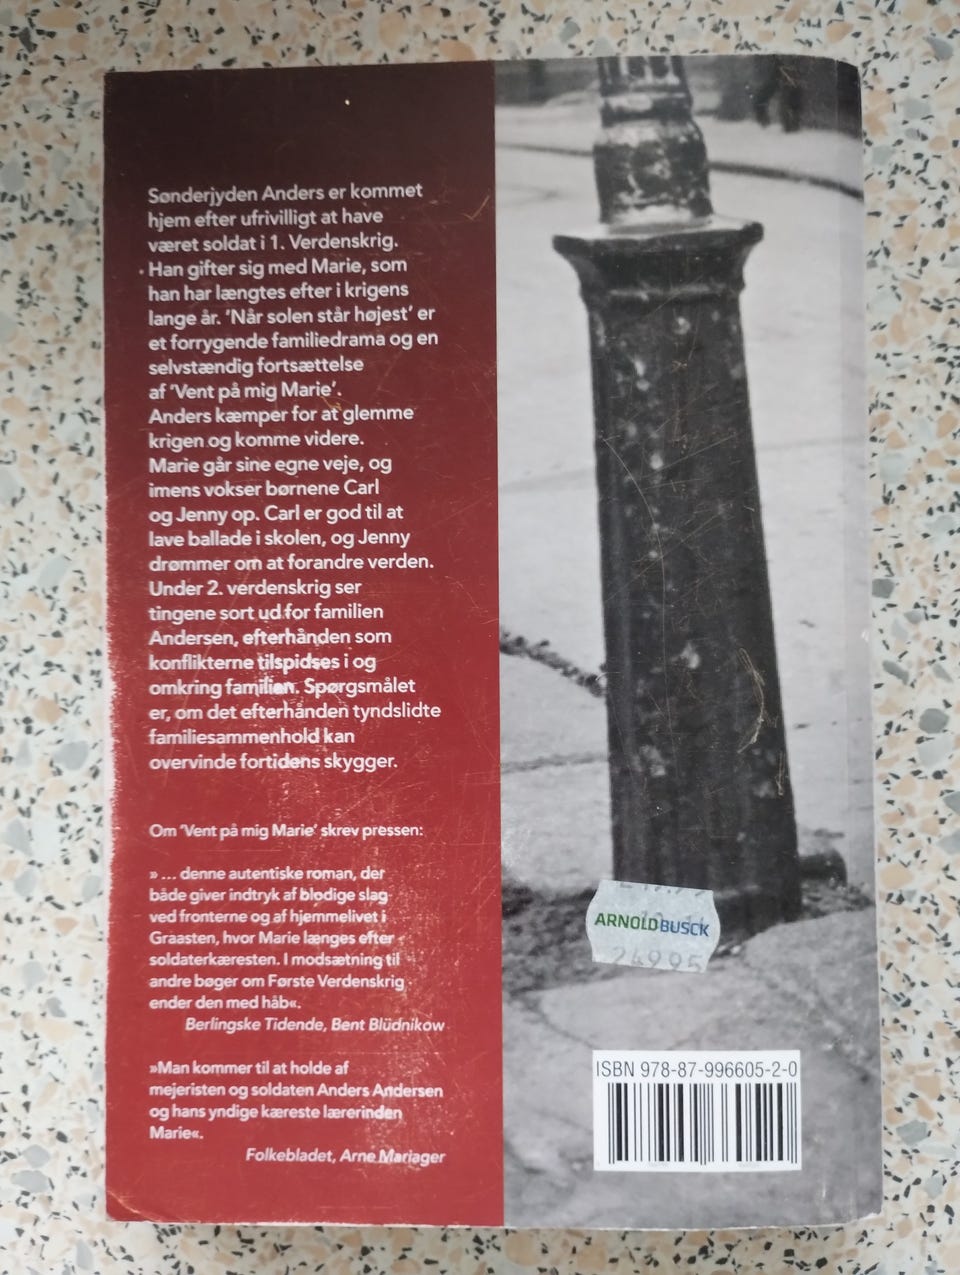 Sønderjyden Anders er kommet
hjem efter ufrivilligt at have
været soldat i 1. Verdenskrig.
Han gifter sig med Marie, som
han har længtes efter i krigens
lange år. 'Når solen står højest' er
et forrygende familiedrama og en
selvstændig fortsættelse
af 'Vent på mig Marie'.
Anders kæmper for at glemme
krigen og komme videre.
Marie går sine egne veje, og
imens vokser børnene Carl
og Jenny op. Carl er god til at
lave ballade i skolen, og Jenny
drømmer om at forandre verden.
Under 2. verdenskrig ser
tingene sort ud for familien
Andersen, efterhånden som
konflikterne tilspidses i og
omkring familien. Spørgsmålet
er, om det efterhånden tyndslidte
familiesammenhold kan
overvinde fortidens skygger.
Om 'Vent på mig Marie' skrev pressen:
» ... denne autentiske roman, der
både giver indtryk af blodige slag
ved fronterne og af hjemmelivet i
Graasten, hvor Marie længes efter
soldaterkæresten. I modsætning til
andre bøger om Første Verdenskrig
ender den med håb«.
Berlingske Tidende, Bent Blüdnikow
»Man kommer til at holde af
mejeristen og soldaten Anders Andersen
og hans yndige kæreste lærerinden
Marie«.
Folkebladet, Arne Mariager
ARNOLD BUSCK
24995
ISBN 978-87-996605-2-0